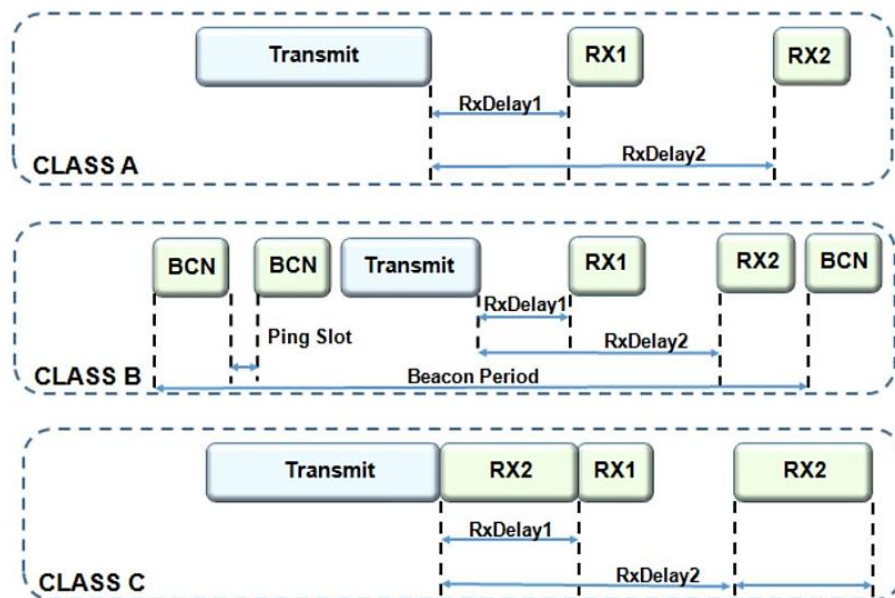 Transmit RX1 RX2
RxDelay1
RxDelay2
CLASS A
BCN BCN Transmit RX1 RX2 BCN
RxDelay1
Ping Slot
RxDelay2
CLASS B
Beacon Period
Transmit RX2 RX1 RX2
RxDelay1
RxDelay2
CLASS C